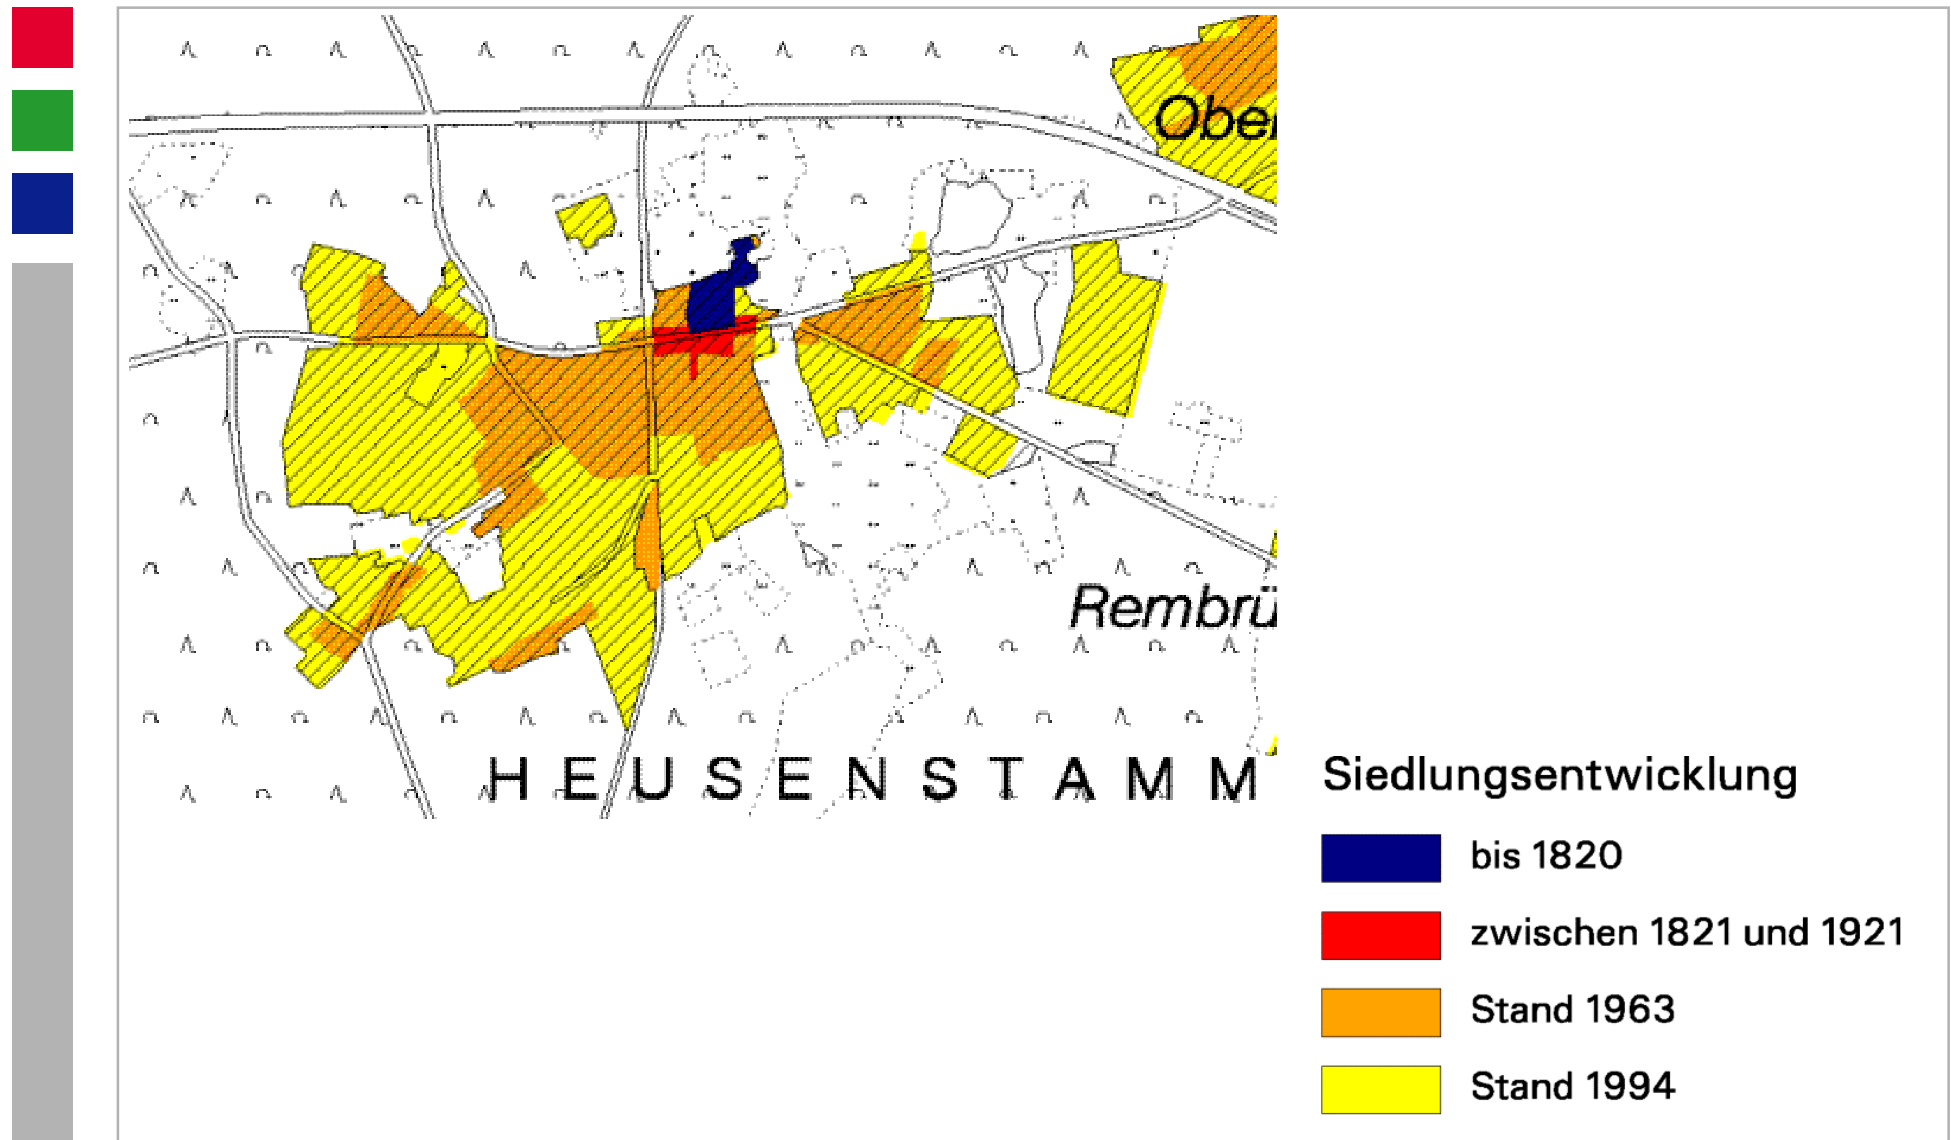 Ober
Rembrü
HEUSENSTAMM
Siedlungsentwicklung
bis 1820
zwischen 1821 und 1921
Stand 1963
Stand 1994